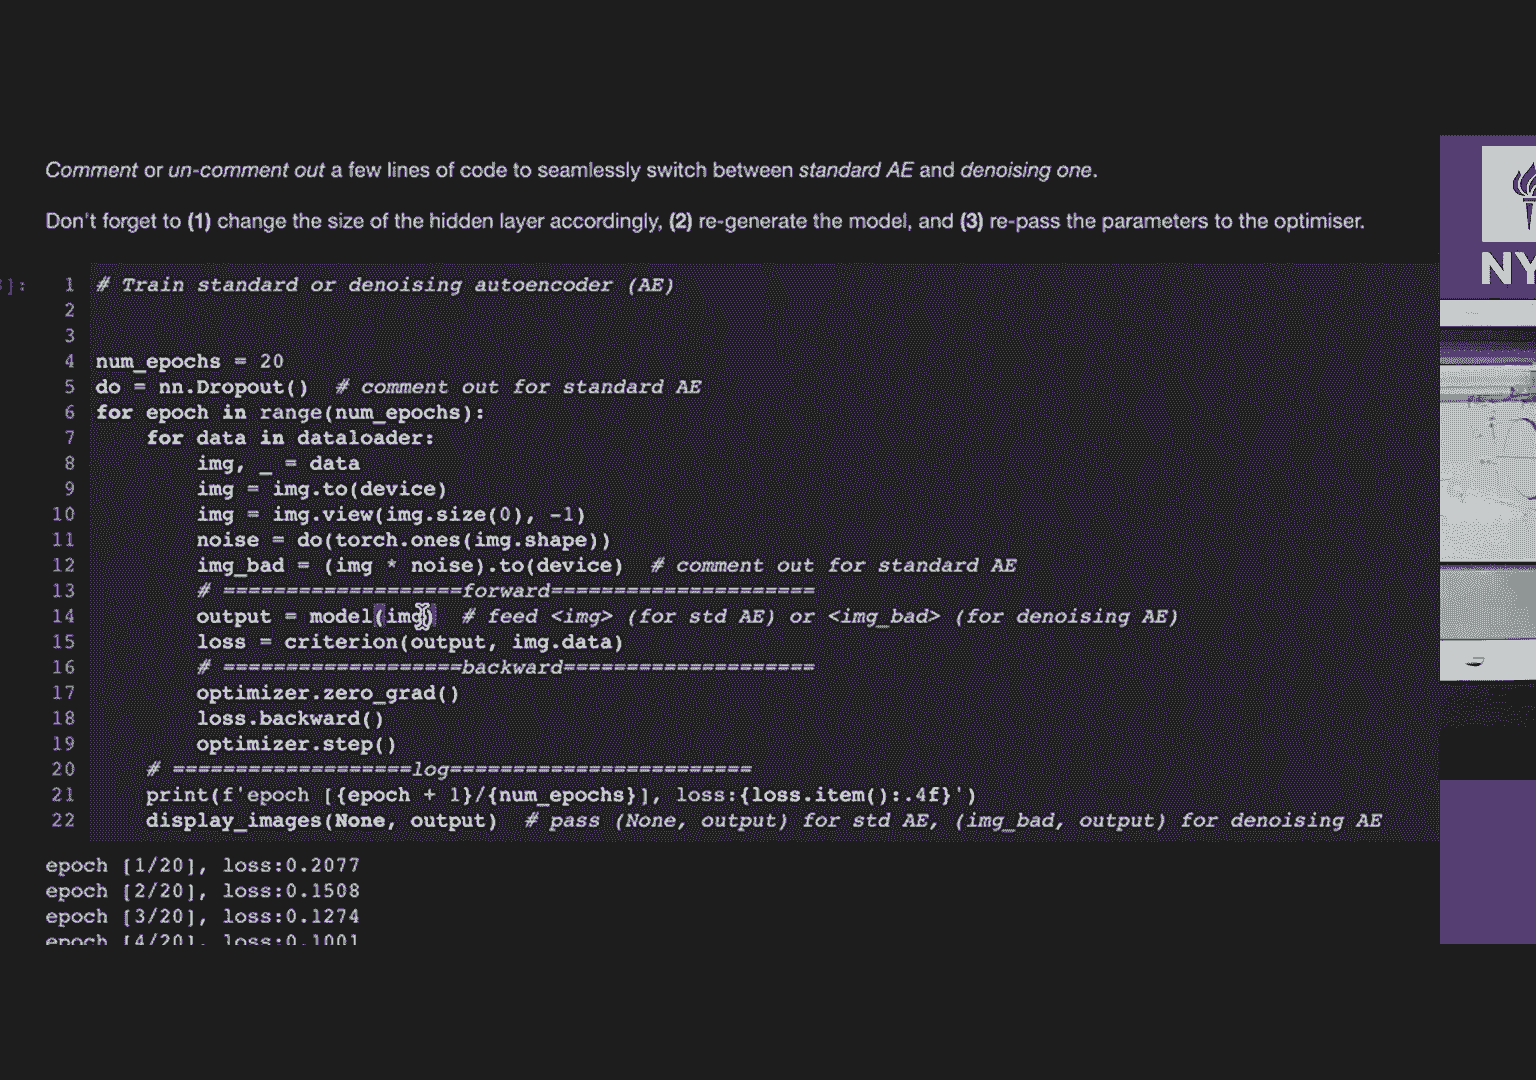 Comment or un-comment out a few lines of code to seamlessly switch between standard AE and denoising one.
Don't forget to (1) change the size of the hidden layer accordingly, (2) re-generate the model, and (3) re-pass the parameters to the optimiser.
]:
1 # Train standard or denoising autoencoder (AE)
2
3
4 num_epochs = 20
5 do = nn.Dropout()  # comment out for standard AE
6 for epoch in range(num_epochs):
7     for data in dataloader:
8         img, _ = data
9         img = img.to(device)
10         img = img.view(img.size(0), -1)
11         noise = do(torch.ones(img.shape))
12         img_bad = (img * noise).to(device)  # comment out for standard AE
13         # ===================forward=====================
14         output = model(img)  # feed <img> (for std AE) or <img_bad> (for denoising AE)
15         loss = criterion(output, img.data)
16         # ===================backward====================
17         optimizer.zero_grad()
18         loss.backward()
19         optimizer.step()
20     # ===================log========================
21     print(f'epoch [{epoch + 1}/{num_epochs}], loss:{loss.item():.4f}')
22     display_images(None, output)  # pass (None, output) for std AE, (img_bad, output) for denoising AE
epoch [1/20], loss:0.2077
epoch [2/20], loss:0.1508
epoch [3/20], loss:0.1274
epoch [4/20], loss:0.1001
NY